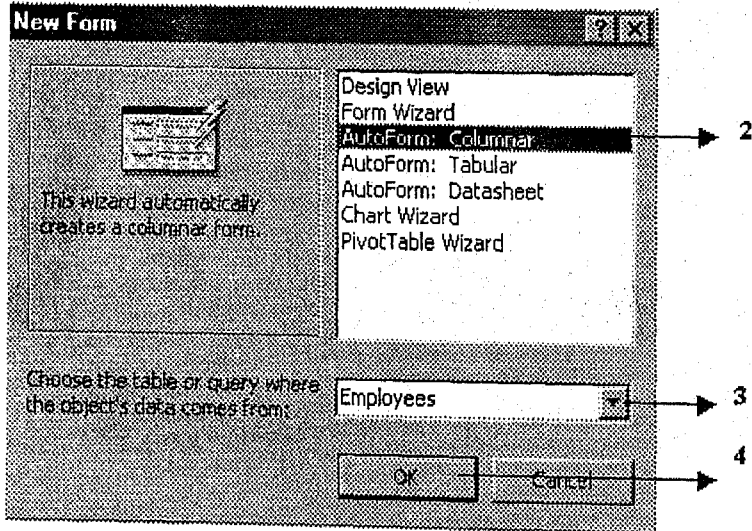 New Form
Design View
Form Wizard
AutoForm: Columnar
2
AutoForm: Tabular
AutoForm: Datasheet
Chart Wizard
PivotTable Wizard
This wizard automatically
creates a columnar form.
Choose the table or query where
the object's data comes from:
Employees
3
OK
Cancel
4